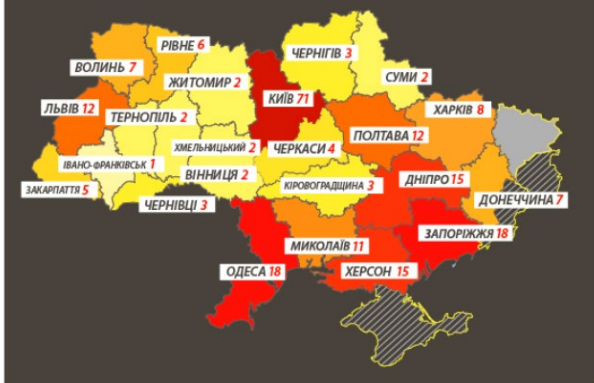 РІВНЕ 6
ЧЕРНІГІВ 3
ВОЛИНЬ 7
СУМИ 2
ЖИТОМИР 2
КИЇВ 71
ЛЬВІВ 12
ХАРКІВ 8
ТЕРНОПІЛЬ 2
ПОЛТАВА 12
ХМЕЛЬНИЦЬКИЙ 2
ЧЕРКАСИ 4
ІВАНО-ФРАНКІВСЬК 1
ВІННИЦЯ 2
ДНІПРО 15
ЗАКАРПАТТЯ 5
КІРОВОГРАДЩИНА 3
ДОНЕЧЧИНА 7
ЧЕРНІВЦІ 3
ЗАПОРІЖЖЯ 18
МИКОЛАЇВ 11
ОДЕСА 18
ХЕРСОН 15